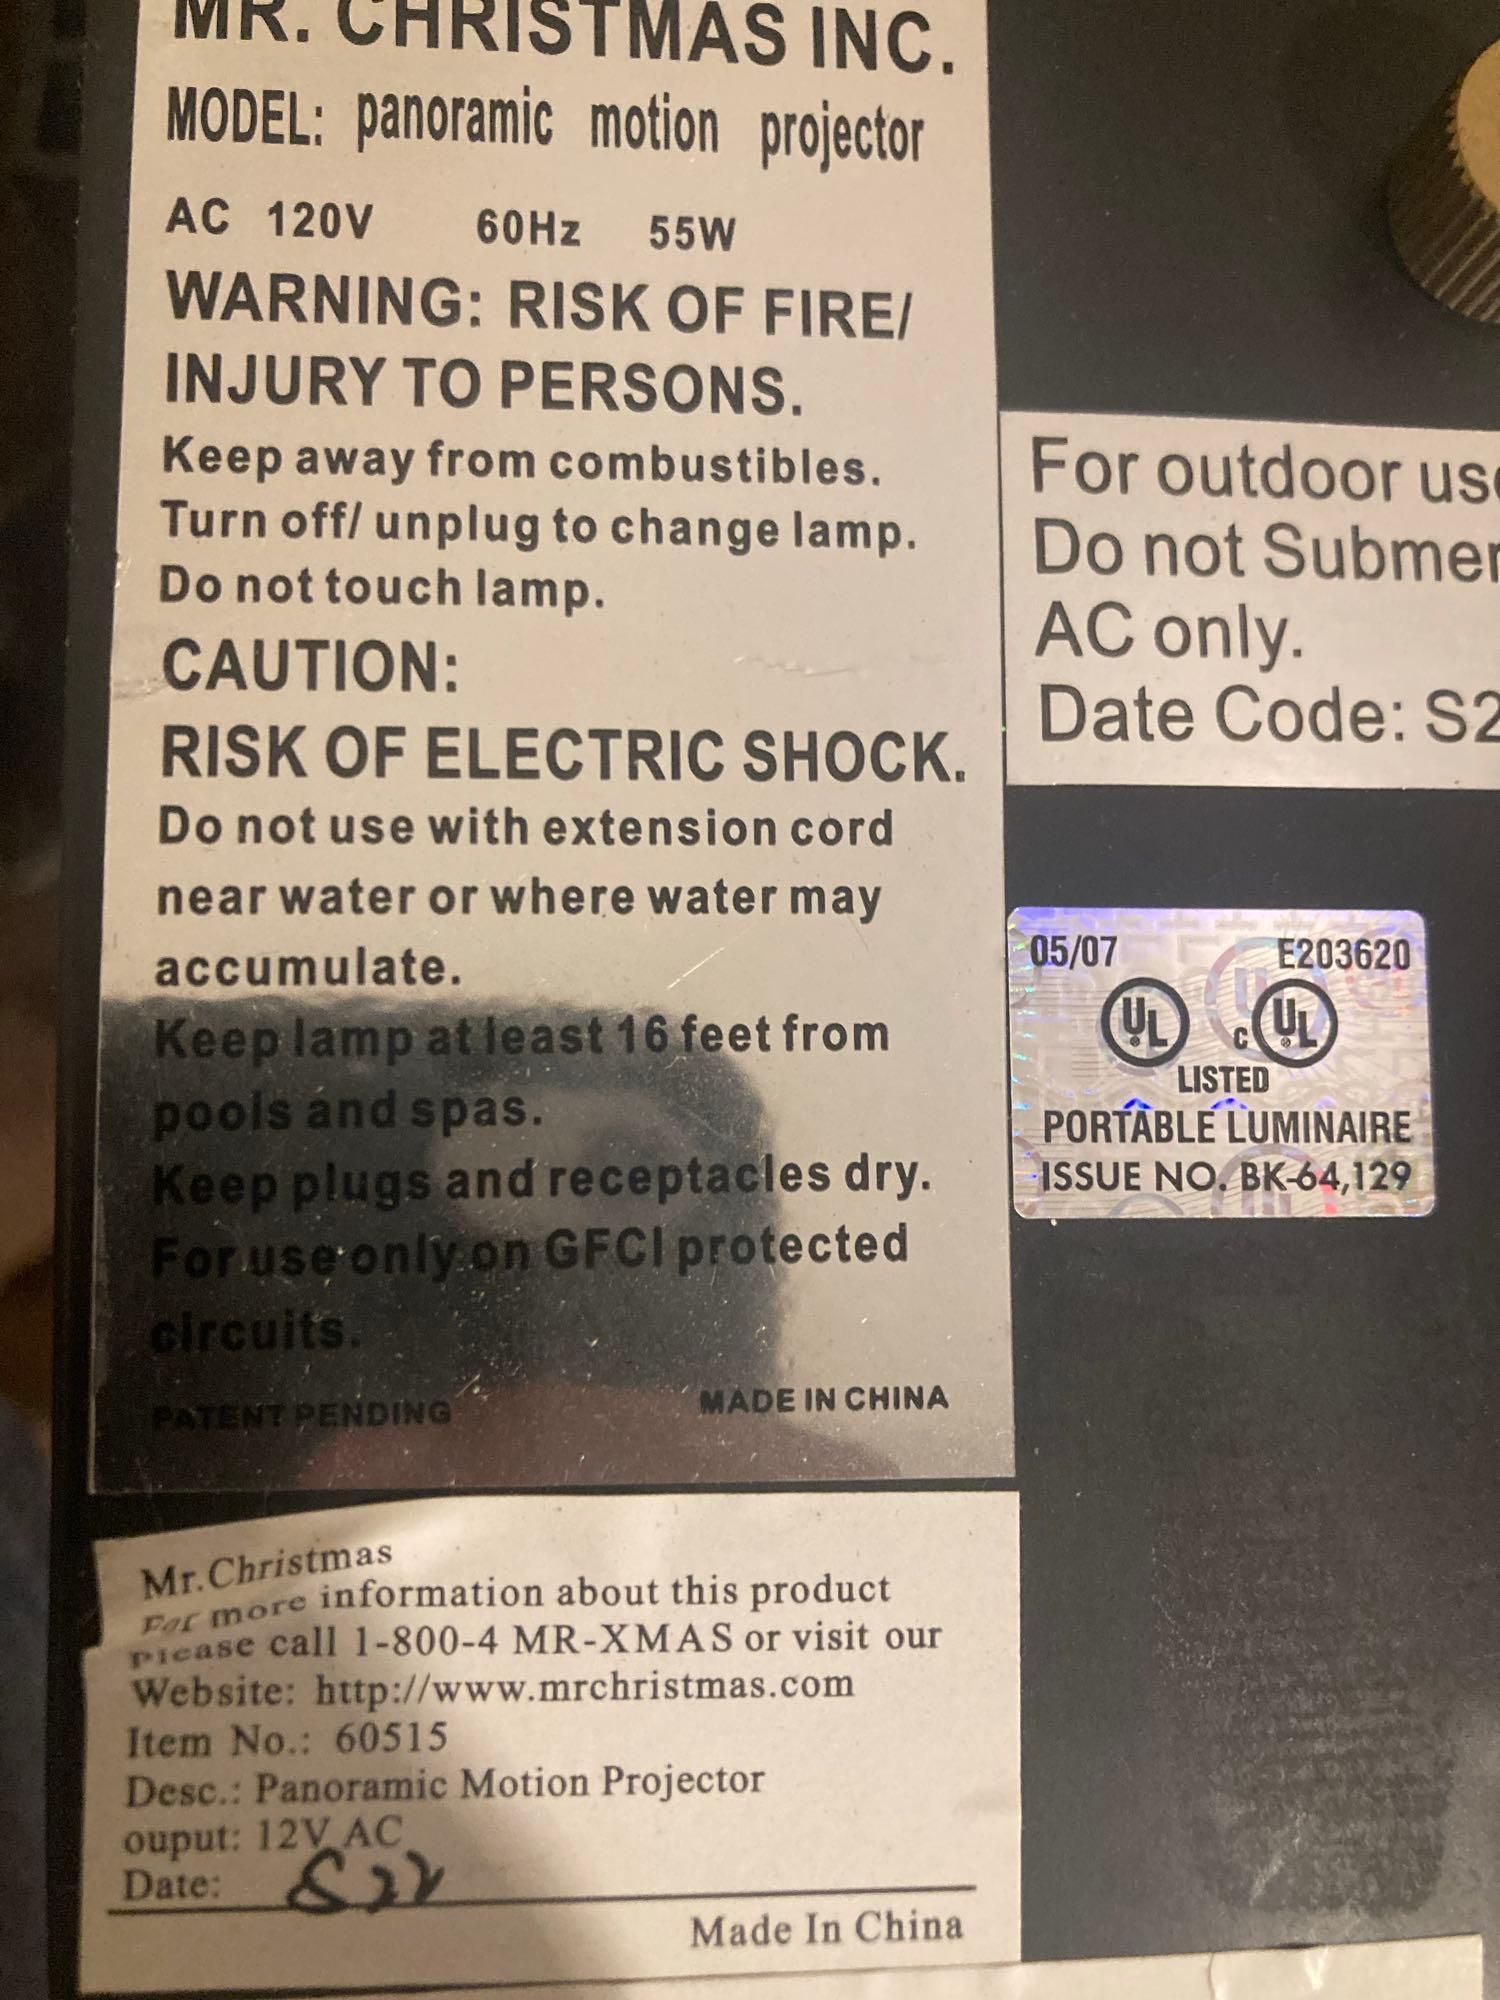 MR. CHRISTMAS INC.
MODEL: panoramic motion projector
AC 120V 60Hz 55W
WARNING: RISK OF FIRE/
INJURY TO PERSONS.
Keep away from combustibles.
Turn off/ unplug to change lamp.
Do not touch lamp.
CAUTION:
RISK OF ELECTRIC SHOCK.
Do not use with extension cord
near water or where water may
accumulate.
Keep lamp at least 16 feet from
pools and spas.
Keep plugs and receptacles dry.
For use only on GFCI protected
circuits.
PATENT PENDING MADE IN CHINA
For outdoor
Do not
AC only.
Date Code:
05/07 E203620
UL c UL
LISTED
PORTABLE LUMINAIRE
ISSUE NO. BK-64,129
Mr.Christmas
For more information about this product
Please call 1-800-4 MR-XMAS or visit our
Website: http://www.mrchristmas.com
Item No.: 60515
Desc.: Panoramic Motion Projector
ouput: 12V AC
Date: S22
Made In China